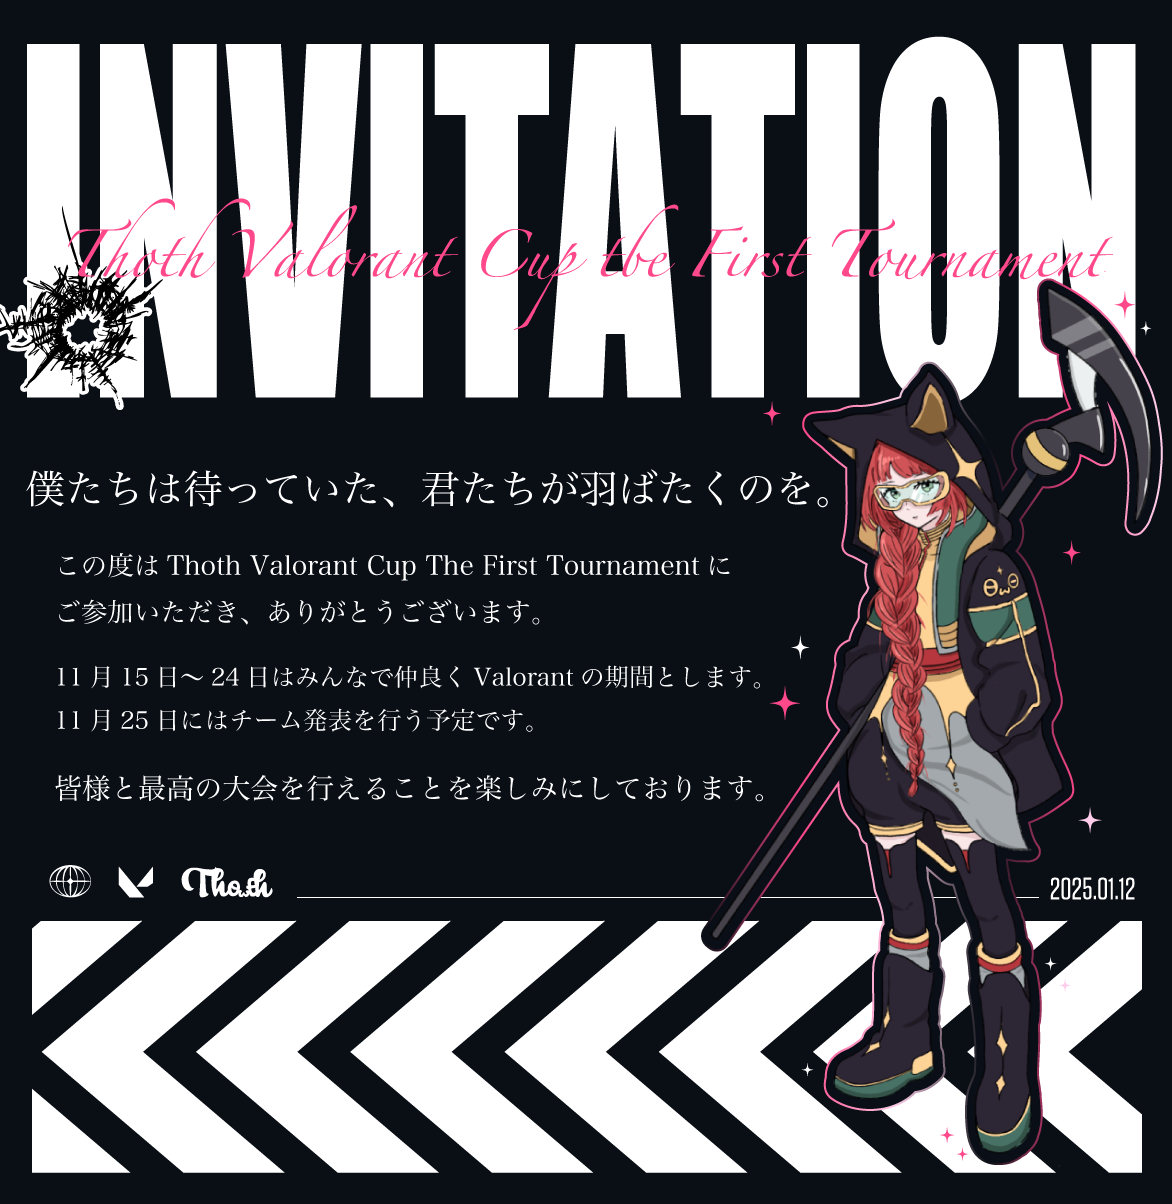 INVITATION
Thoth Valorant Cup the First Tournament
僕たちは待っていた、君たちが羽ばたくのを。
この度は Thoth Valorant Cup The First Tournament に
ご参加いただき、ありがとうございます。
11 月 15 日〜 24 日はみんなで仲良く Valorant の期間とします。
11 月 25 日にはチーム発表を行う予定です。
皆様と最高の大会を行えることを楽しみにしております。
Thoth
2025.01.12